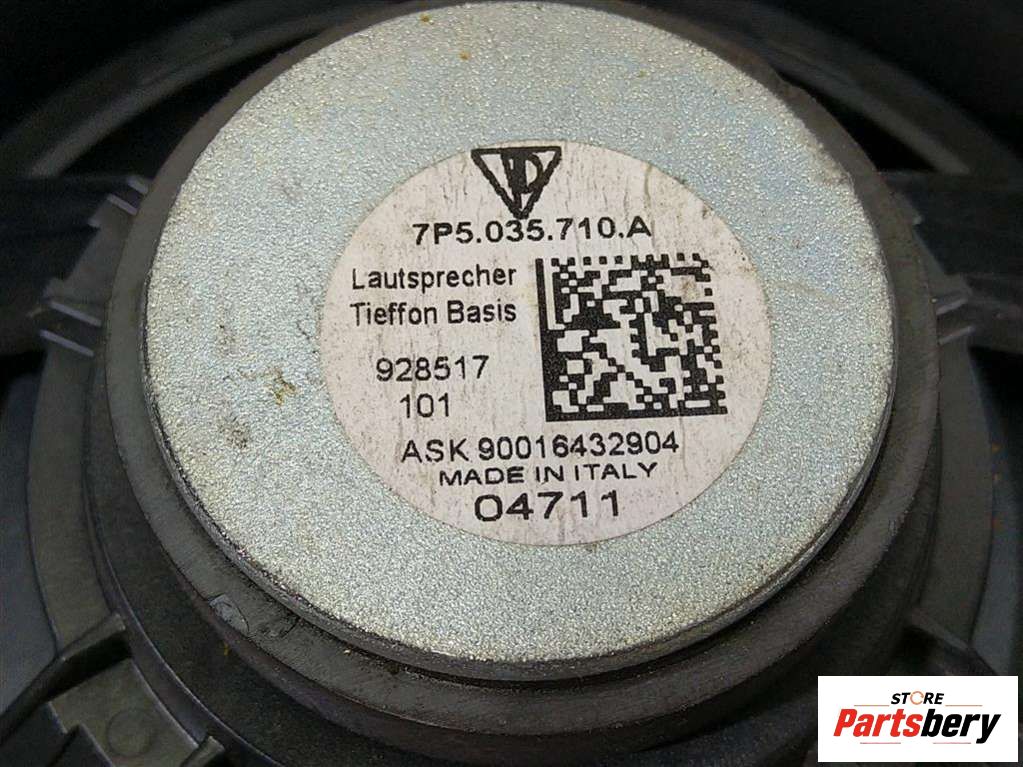 7P5.035.710.A
Lautsprecher
Tieffon Basis
928517
101
ASK 90016432904
MADE IN ITALY
04711
STORE
Partsbery